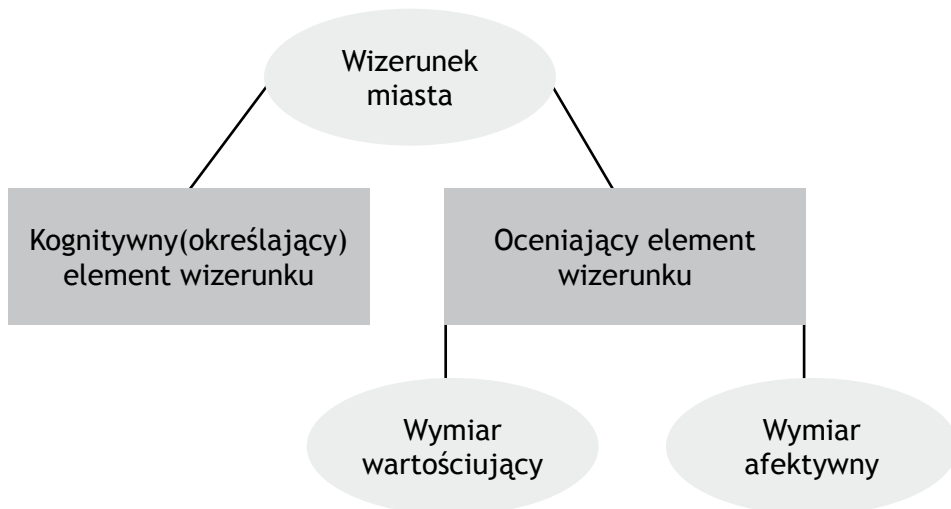 Wizerunek
miasta
Kognitywny(określający)
element wizerunku
Oceniający element
wizerunku
Wymiar
wartościujący
Wymiar
afektywny